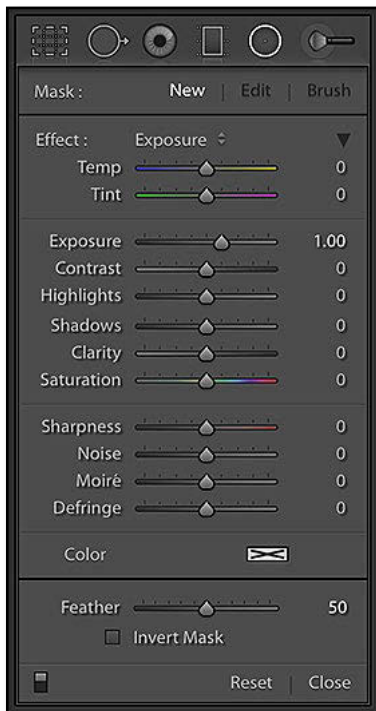 Mask : New | Edit | Brush
Effect : Exposure
Temp 0
Tint 0
Exposure 1.00
Contrast 0
Highlights 0
Shadows 0
Clarity 0
Saturation 0
Sharpness 0
Noise 0
Moiré 0
Defringe 0
Color
Feather 50
Invert Mask
Reset | Close